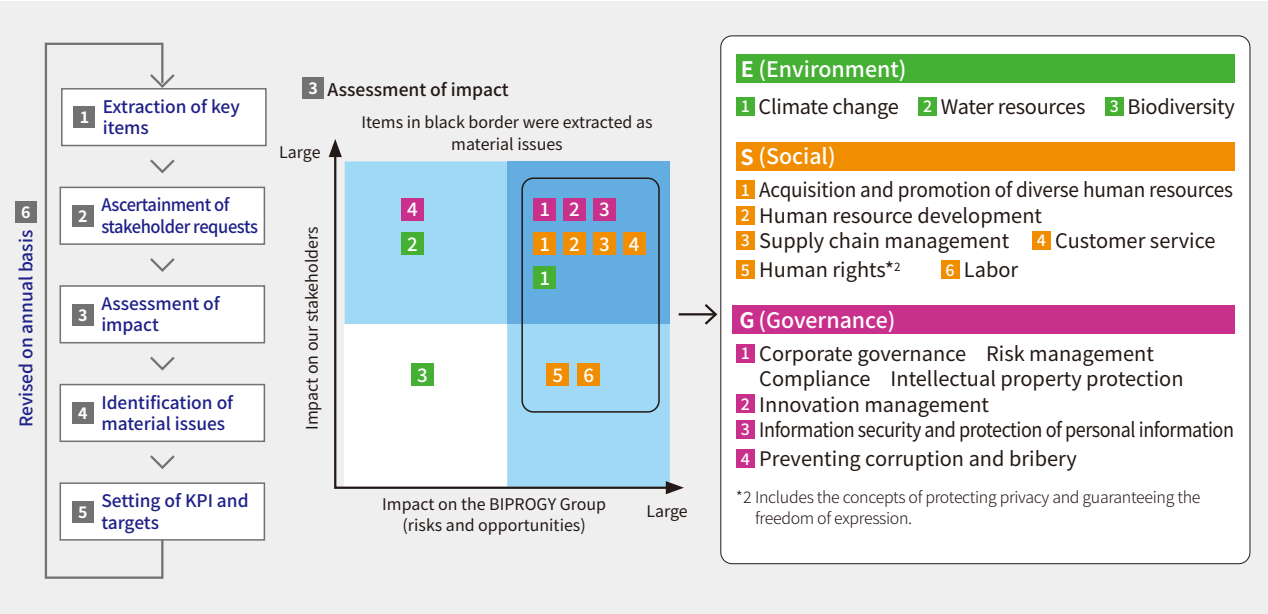 6
Revised on annual basis
1
Extraction of key
items
2
Ascertainment of
stakeholder requests
3
Assessment of
impact
4
Identification of
material issues
5
Setting of KPI and
targets
3 Assessment of impact
Items in black border were extracted as
material issues
Large
Impact on our stakeholders
4 1 2 3
2 1 2 3 4
1
3 5 6
Impact on the BIPROGY Group
(risks and opportunities)
Large
E (Environment)
1 Climate change 2 Water resources 3 Biodiversity
S (Social)
1 Acquisition and promotion of diverse human resources
2 Human resource development
3 Supply chain management 4 Customer service
5 Human rights*2 6 Labor
G (Governance)
1 Corporate governance Risk management
Compliance Intellectual property protection
2 Innovation management
3 Information security and protection of personal information
4 Preventing corruption and bribery
*2 Includes the concepts of protecting privacy and guaranteeing the
freedom of expression.